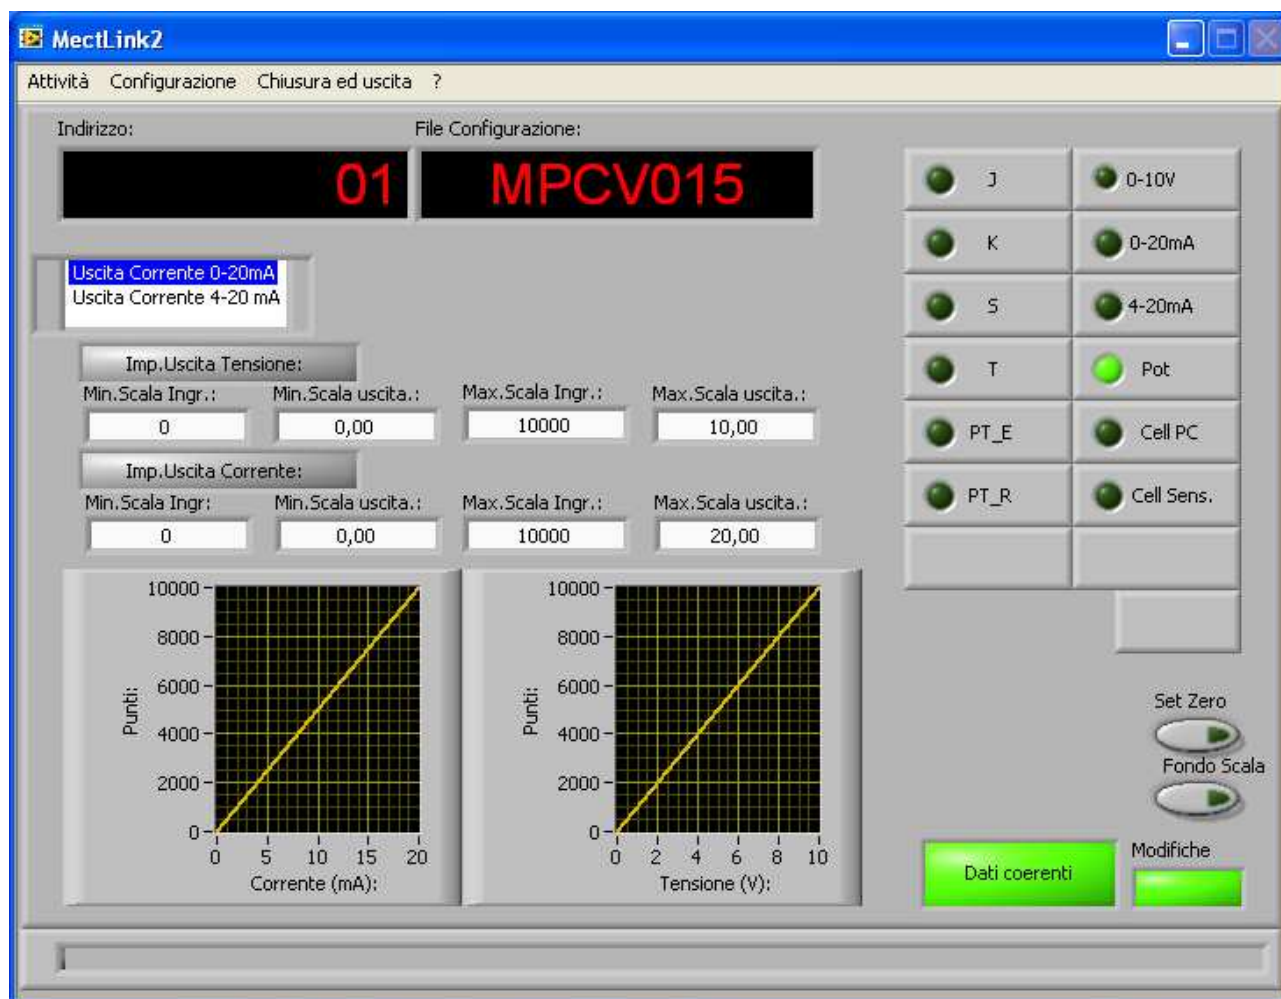 MectLink2
Attività Configurazione Chiusura ed uscita ?
Indirizzo: File Configurazione:
01 MPCV015
Uscita Corrente 0-20mA
Uscita Corrente 4-20 mA
Imp.Uscita Tensione:
Min.Scala Ingr.: Min.Scala uscita.: Max.Scala Ingr.: Max.Scala uscita.:
0 0,00 10000 10,00
Imp.Uscita Corrente:
Min.Scala Ingr: Min.Scala uscita.: Max.Scala Ingr.: Max.Scala uscita.:
0 0,00 10000 20,00
Punti:
10000
8000
6000
4000
2000
0
0 5 10 15 20
Corrente (mA):
Punti:
10000
8000
6000
4000
2000
0
0 2 4 6 8 10
Tensione (V):
J 0-10V
K 0-20mA
S 4-20mA
T Pot
PT_E Cell PC
PT_R Cell Sens.
Set Zero
Fondo Scala
Dati coerenti
Modifiche